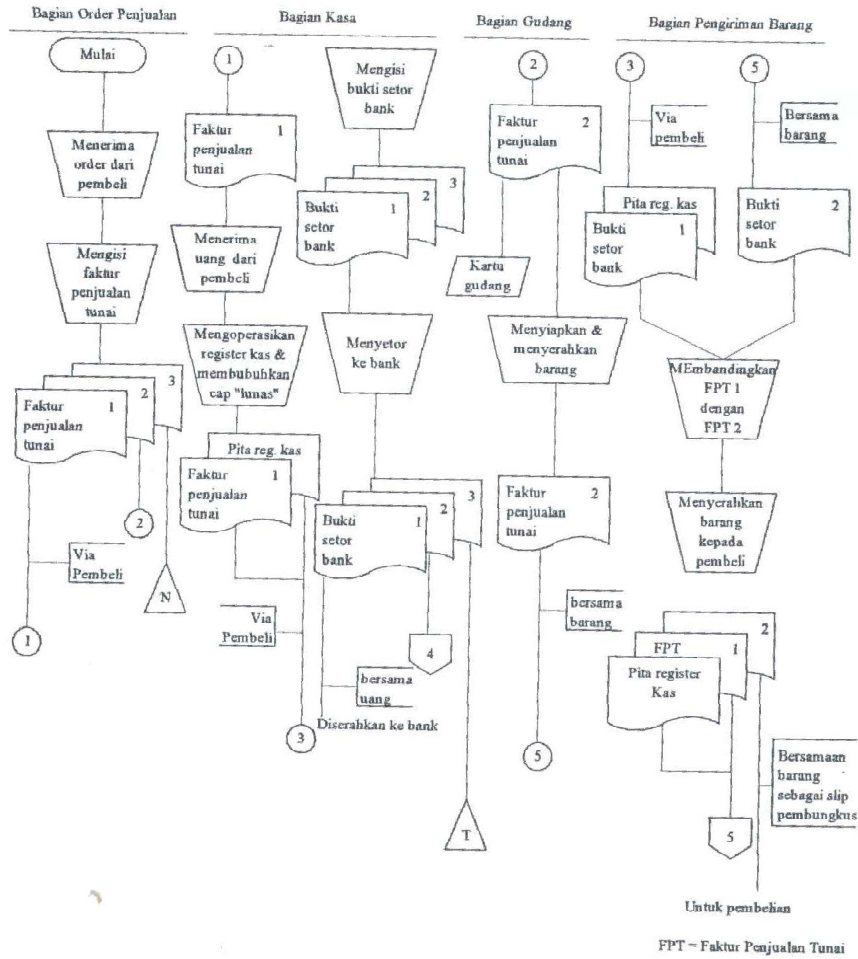 Bagian Order Penjualan
Mulai
Menerima
order dari
pembeli
Mengisi
faktur
penjualan
tunai
Faktur
penjualan
tunai
1
2
3
2
Via
Pembeli
N
1
Bagian Kasa
1
Faktur
penjualan
tunai
1
Menerima
uang dari
pembeli
Mengoperasikan
register kas &
membubuhkan
cap "lunas"
Pita reg. kas
Faktur
penjualan
tunai
1
Via
Pembeli
3
Mengisi
bukti setor
bank
Bukti
setor
bank
1
2
3
Menyetor
ke bank
Bukti
setor
bank
1
2
3
4
bersama
uang
Diserahkan ke bank
T
Bagian Gudang
2
Faktur
penjualan
tunai
2
Kartu
gudang
Menyiapkan &
menyerahkan
barang
Faktur
penjualan
tunai
2
bersama
barang
5
Bagian Pengiriman Barang
3
Via
pembeli
Pita reg. kas
Bukti
setor
bank
1
5
Bersama
barang
Bukti
setor
bank
2
MEmbandingkan
FPT 1
dengan
FPT 2
Menyerahkan
barang
kepada
pembeli
2
FPT
1
Pita register
Kas
Bersamaan
barang
sebagai slip
pembungkus
5
Untuk pembelian
FPT = Faktur Penjualan Tunai